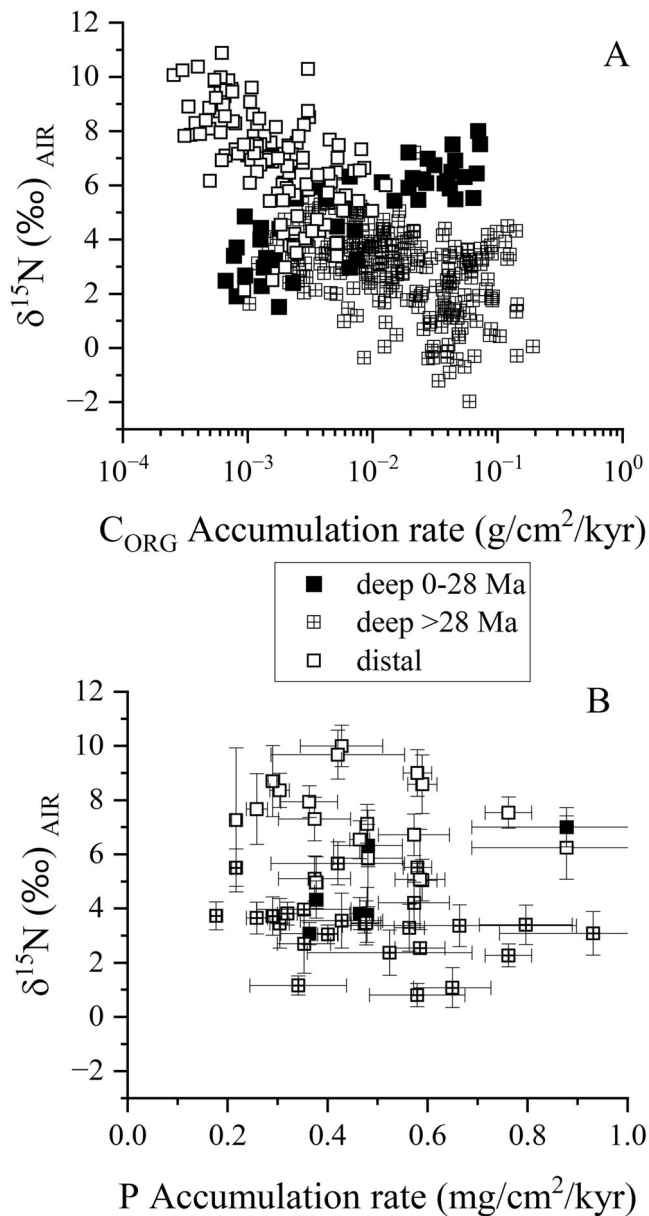 12
10
8
6
4
2
0
−2
A
δ¹⁵N (‰) AIR
10⁻⁴ 10⁻³ 10⁻² 10⁻¹ 10⁰
C_ORG Accumulation rate (g/cm²/kyr)
deep 0-28 Ma
deep >28 Ma
distal
12
10
8
6
4
2
0
−2
B
δ¹⁵N (‰) AIR
0.0 0.2 0.4 0.6 0.8 1.0
P Accumulation rate (mg/cm²/kyr)